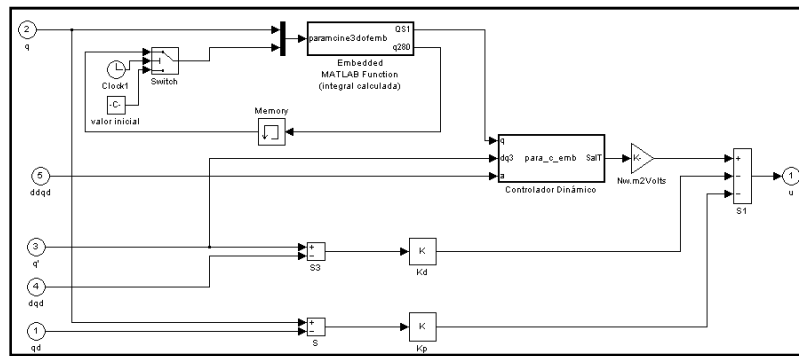 2
q
Clock1
-C-
valor inicial
Switch
paramcine3dofemb
QS1
q280
Embedded
MATLAB Function
(integral calculada)
Memory
5
ddqd
q
dq3
a
para_c_emb
SalT
Controlador Dinámico
K-
Nw.m2Volts
+
−
−
S1
1
u
3
q'
4
dqd
+
−
S3
K
Kd
1
qd
+
−
S
K
Kp